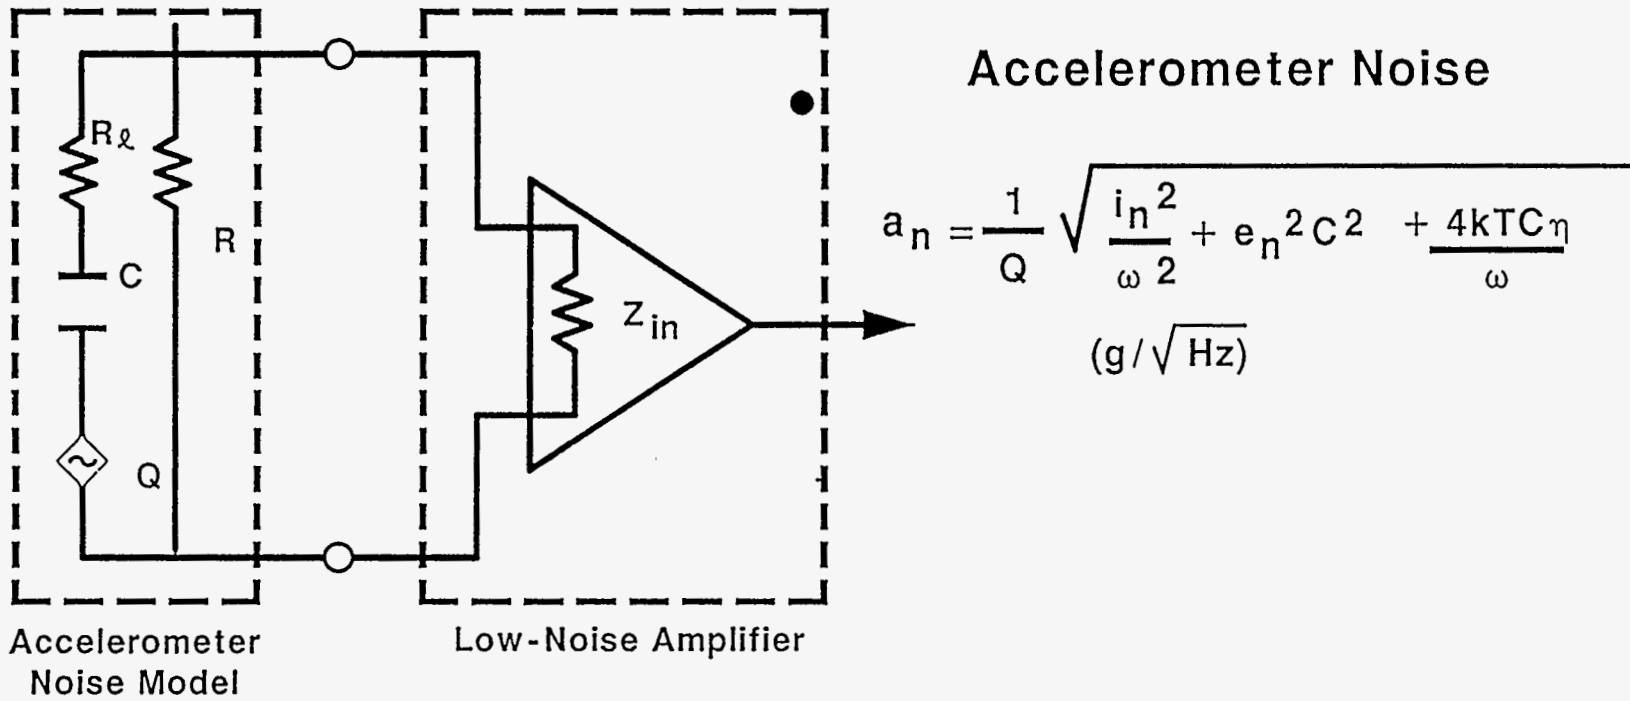 Accelerometer Noise
Rℓ
R
C
Q
Z in
a n = 1/Q √ i n ²/ω ² + e n ² C ² + 4kTCη/ω
(g/√Hz)
Accelerometer
Noise Model
Low-Noise Amplifier